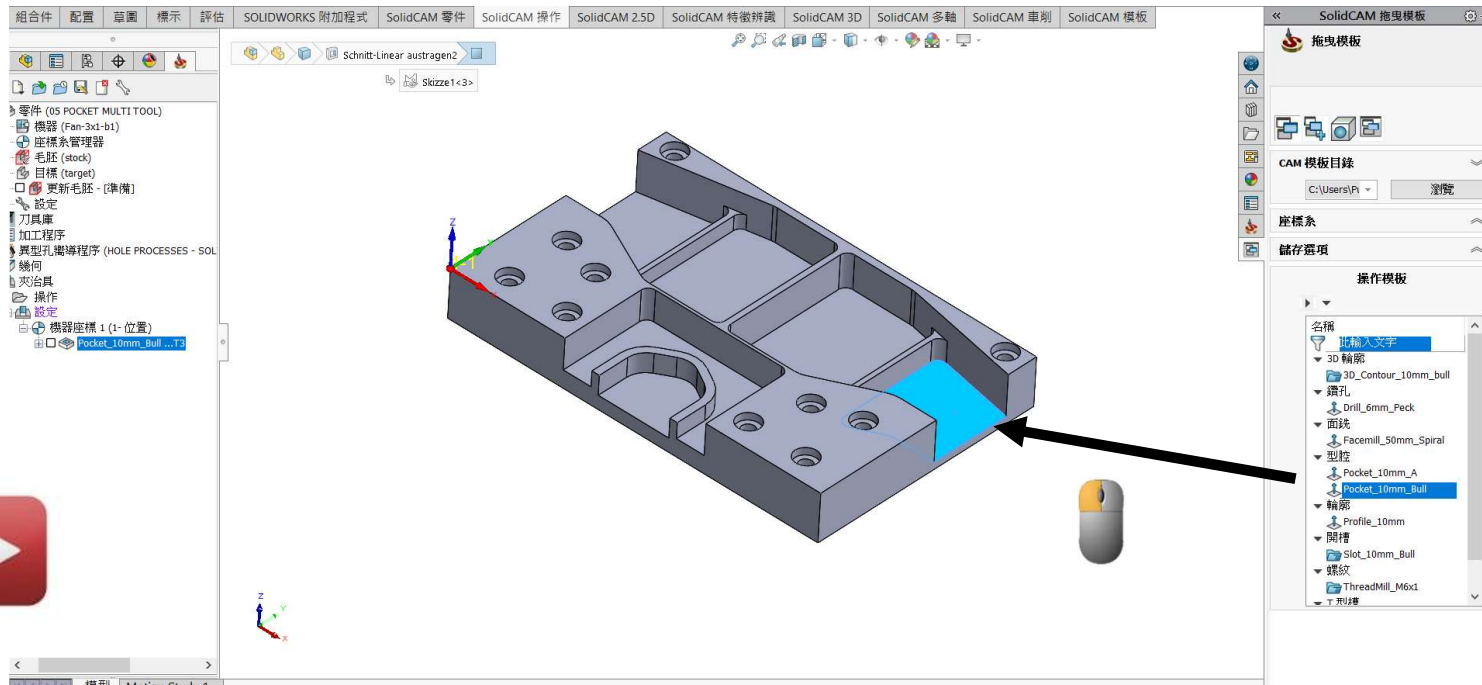 組合件 配置 草圖 標示 評估 SOLIDWORKS 附加程式 SolidCAM 零件 SolidCAM 操作 SolidCAM 2.5D SolidCAM 特徵辨識 SolidCAM 3D SolidCAM 多軸 SolidCAM 車削 SolidCAM 模板
零件 (05 POCKET MULTI TOOL)
機器 (Fan-3x1-b1)
座標系管理器
毛胚 (stock)
目標 (target)
更新毛胚 - [準備]
設定
刀具庫
加工程序
異型孔嚮導程序 (HOLE PROCESSES - SOL
幾何
夾治具
操作
設定
機器座標 1 (1- 位置)
Pocket_10mm_Bull ...T3
模型
Schnitt-Linear austragen2
Skizze1<3>
Z
X
Z
Y
X
SolidCAM 拖曳模板
拖曳模板
CAM 模板目錄
瀏覽
座標系
儲存選項
操作模板
名稱
此輸入文字
3D 輪廓
3D_Contour_10mm_bull
鑽孔
Drill_6mm_Peck
面銑
Facemill_50mm_Spiral
型腔
Pocket_10mm_A
Pocket_10mm_Bull
輪廓
Profile_10mm
開槽
Slot_10mm_Bull
螺紋
ThreadMill_M6x1